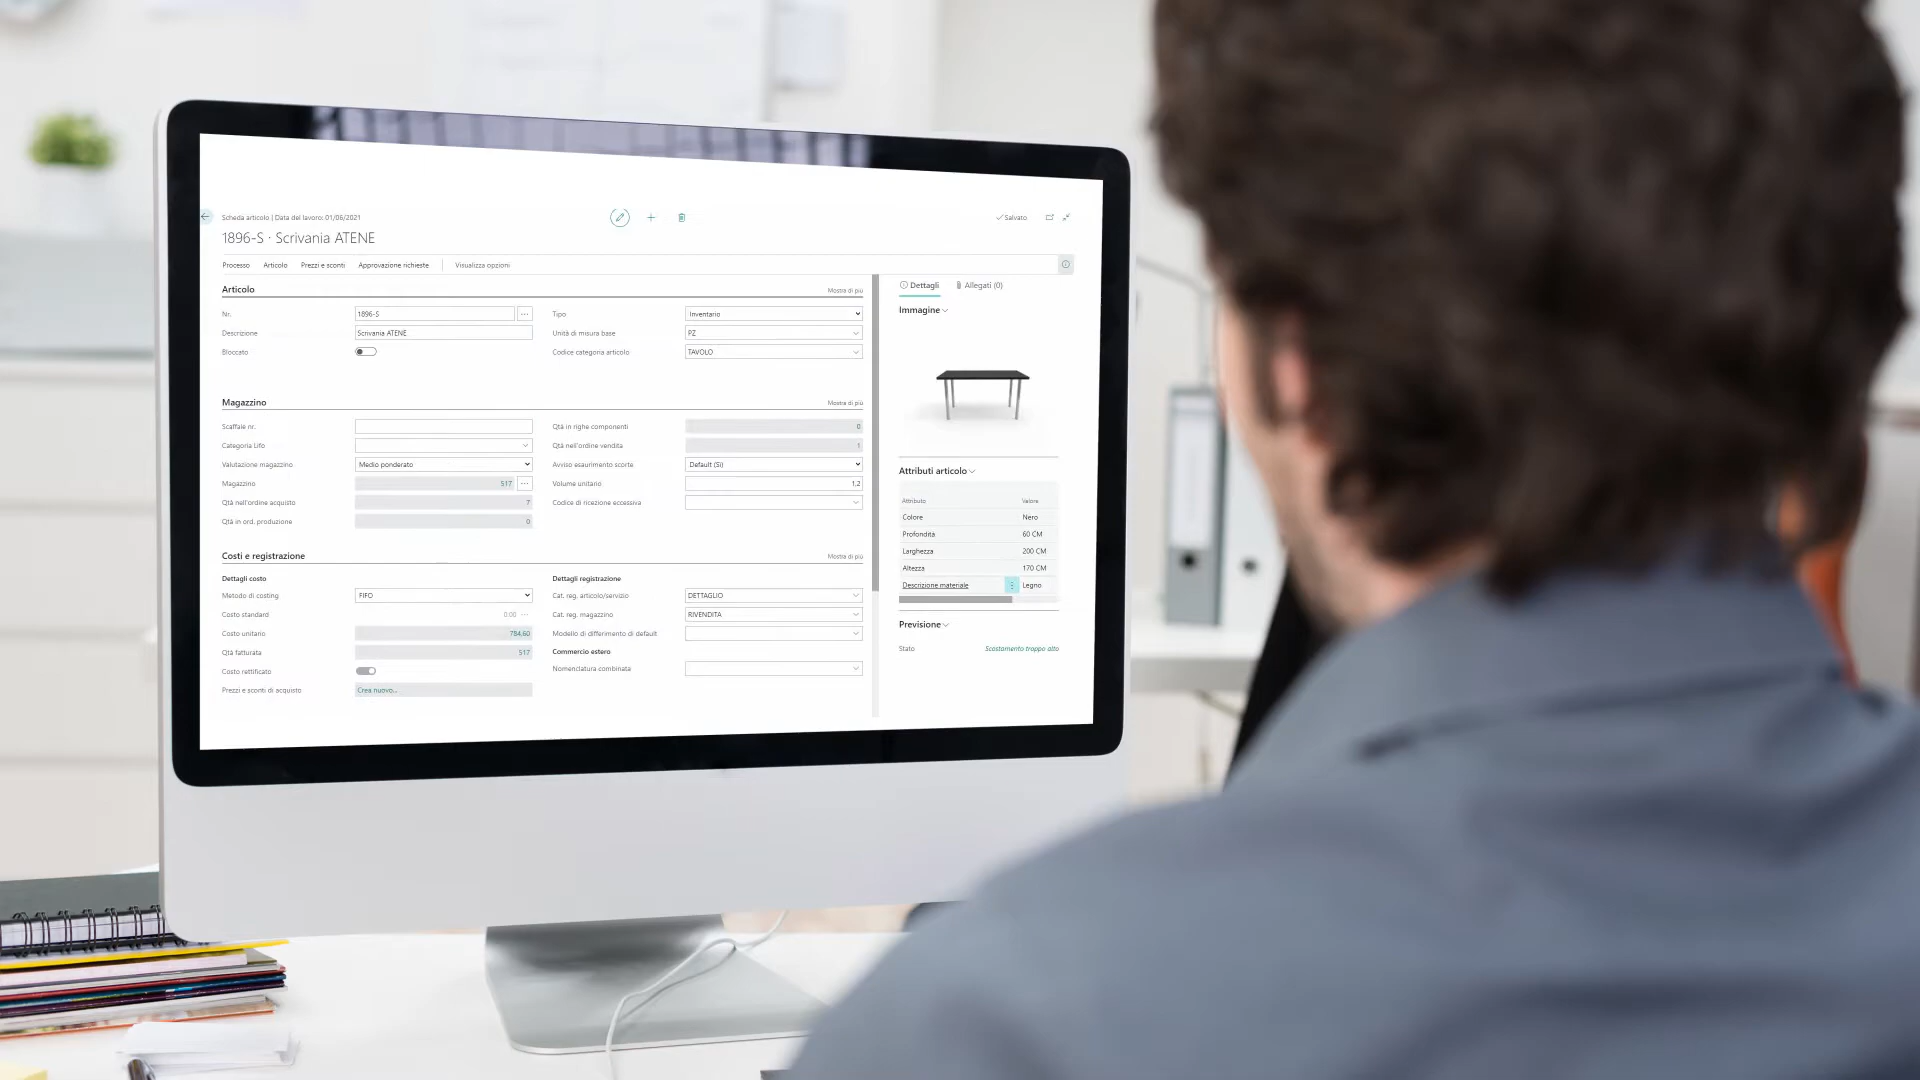 Scheda articolo | Data del lavoro: 01/06/2021
Salvato
1896-S · Scrivania ATENE
Processo Articolo Prezzi e sconti Approvazione richieste Visualizza opzioni
Articolo Mostra di più
Nr. 1896-S
Descrizione Scrivania ATENE
Bloccato
Tipo Inventario
Unità di misura base PZ
Codice categoria articolo TAVOLO
Magazzino Mostra di più
Scaffale nr.
Categoria Lifo
Valutazione magazzino Medio ponderato
Magazzino 517
Qtà nell'ordine acquisto 7
Qtà in ord. produzione 0
Qtà in righe componenti 0
Qtà nell'ordine vendita 1
Avviso esaurimento scorte Default (Sì)
Volume unitario 1,2
Codice di ricezione eccessiva
Costi e registrazione Mostra di più
Dettagli costo
Metodo di costing FIFO
Costo standard 0,00
Costo unitario 784,60
Qtà fatturata 517
Costo rettificato
Prezzi e sconti di acquisto Crea nuovo...
Dettagli registrazione
Cat. reg. articolo/servizio DETTAGLIO
Cat. reg. magazzino RIVENDITA
Modello di differimento di default
Commercio estero
Nomenclatura combinata
Dettagli Allegati (0)
Immagine
Attributi articolo
Attributo Valore
Colore Nero
Profondità 60 CM
Larghezza 200 CM
Altezza 170 CM
Descrizione materiale Legno
Previsione
Stato Scostamento troppo alto